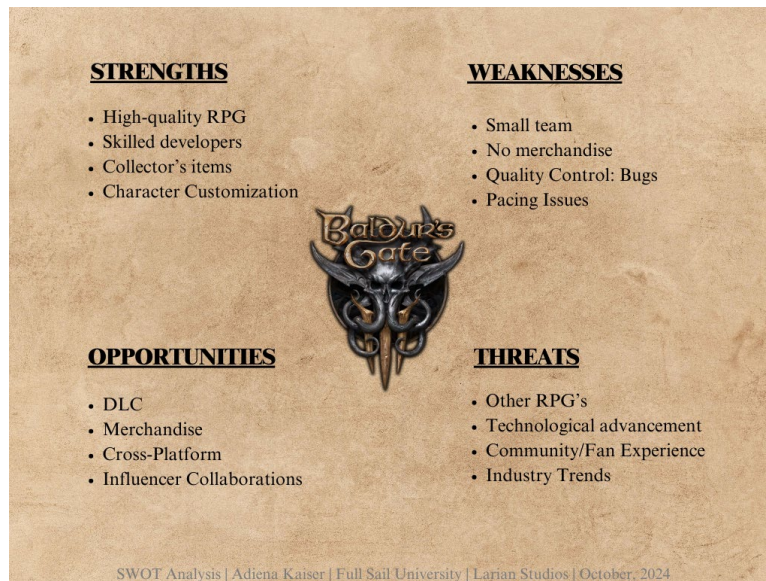 STRENGTHS
High-quality RPG
Skilled developers
Collector's items
Character Customization
WEAKNESSES
Small team
No merchandise
Quality Control: Bugs
Pacing Issues
Baldur's
Gate
OPPORTUNITIES
DLC
Merchandise
Cross-Platform
Influencer Collaborations
THREATS
Other RPG's
Technological advancement
Community/Fan Experience
Industry Trends
SWOT Analysis | Adiena Kaiser | Full Sail University | Larian Studios | October, 2024